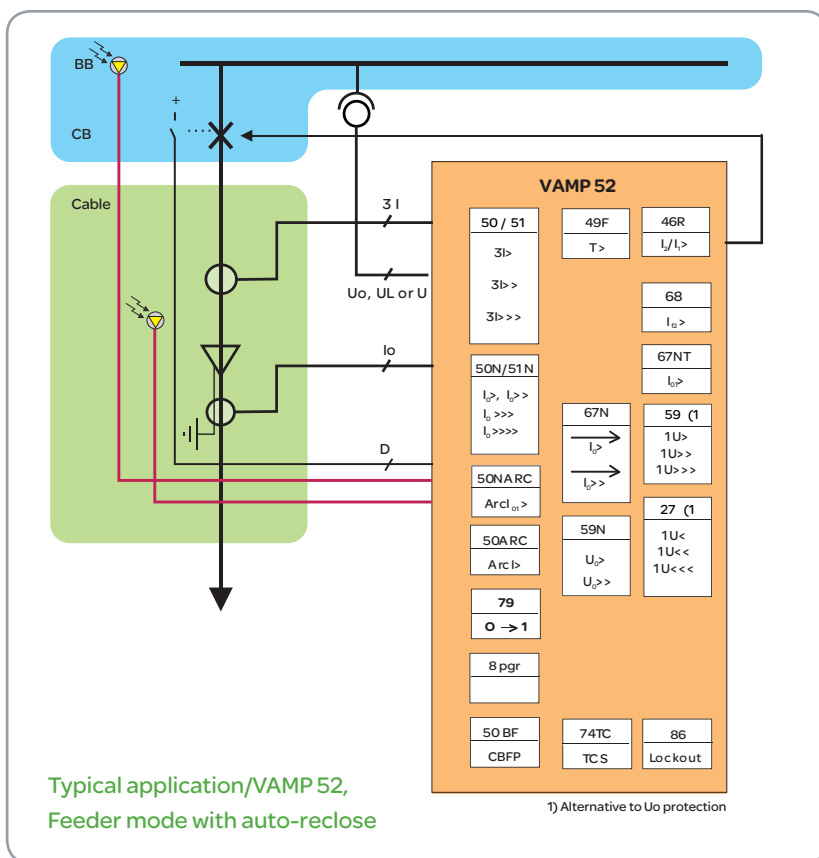 BB
+
CB
Cable
3 I
Uo, UL or U
Io
D
VAMP 52
50 / 51
3I>
3I>>
3I>>>
50N/51N
I₀>, I₀>>
I₀ >>>
I₀ >>>>
50NARC
ArcI₀₁>
50ARC
ArcI>
79
O → 1
8 pgr
50 BF
CBFP
49F
T>
67N
I₀>
I₀>>
59N
U₀>
U₀>>
74TC
TCS
46R
I₂/I₁>
68
If2>
67NT
I₀₁>
59 (1
1U>
1U>>
1U>>>
27 (1
1U<
1U<<
1U<<<
86
Lockout
1) Alternative to Uo protection
Typical application/VAMP 52,
Feeder mode with auto-reclose